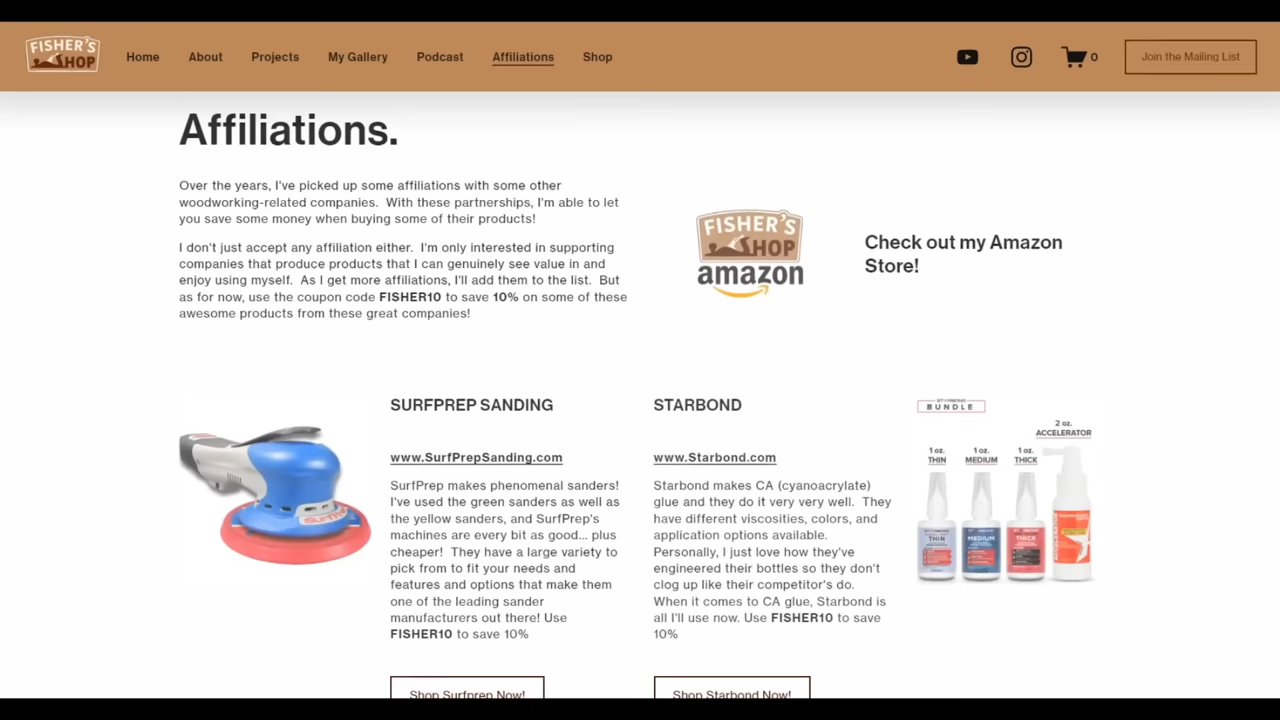 FISHER'S
SHOP
Home
About
Projects
My Gallery
Podcast
Affiliations
Shop
0
Join the Mailing List
Affiliations.
Over the years, I've picked up some affiliations with some other
woodworking-related companies.  With these partnerships, I'm able to let
you save some money when buying some of their products!
I don't just accept any affiliation either.  I'm only interested in supporting
companies that produce products that I can genuinely see value in and
enjoy using myself.  As I get more affiliations, I'll add them to the list.  But
as for now, use the coupon code FISHER10 to save 10% on some of these
awesome products from these great companies!
FISHER'S
SHOP
amazon
Check out my Amazon
Store!
SURFPREP SANDING
www.SurfPrepSanding.com
SurfPrep makes phenomenal sanders!
I've used the green sanders as well as
the yellow sanders, and SurfPrep's
machines are every bit as good... plus
cheaper!  They have a large variety to
pick from to fit your needs and
features and options that make them
one of the leading sander
manufacturers out there! Use
FISHER10 to save 10%
Shop Surfprep Now!
STARBOND
www.Starbond.com
Starbond makes CA (cyanoacrylate)
glue and they do it very very well.  They
have different viscosities, colors, and
application options available.
Personally, I just love how they've
engineered their bottles so they don't
clog up like their competitor's do.
When it comes to CA glue, Starbond is
all I'll use now. Use FISHER10 to save
10%
Shop Starbond Now!
STARBOND
BUNDLE
2 oz.
ACCELERATOR
1 oz.
THIN
1 oz.
MEDIUM
1 oz.
THICK
THIN
MEDIUM
THICK